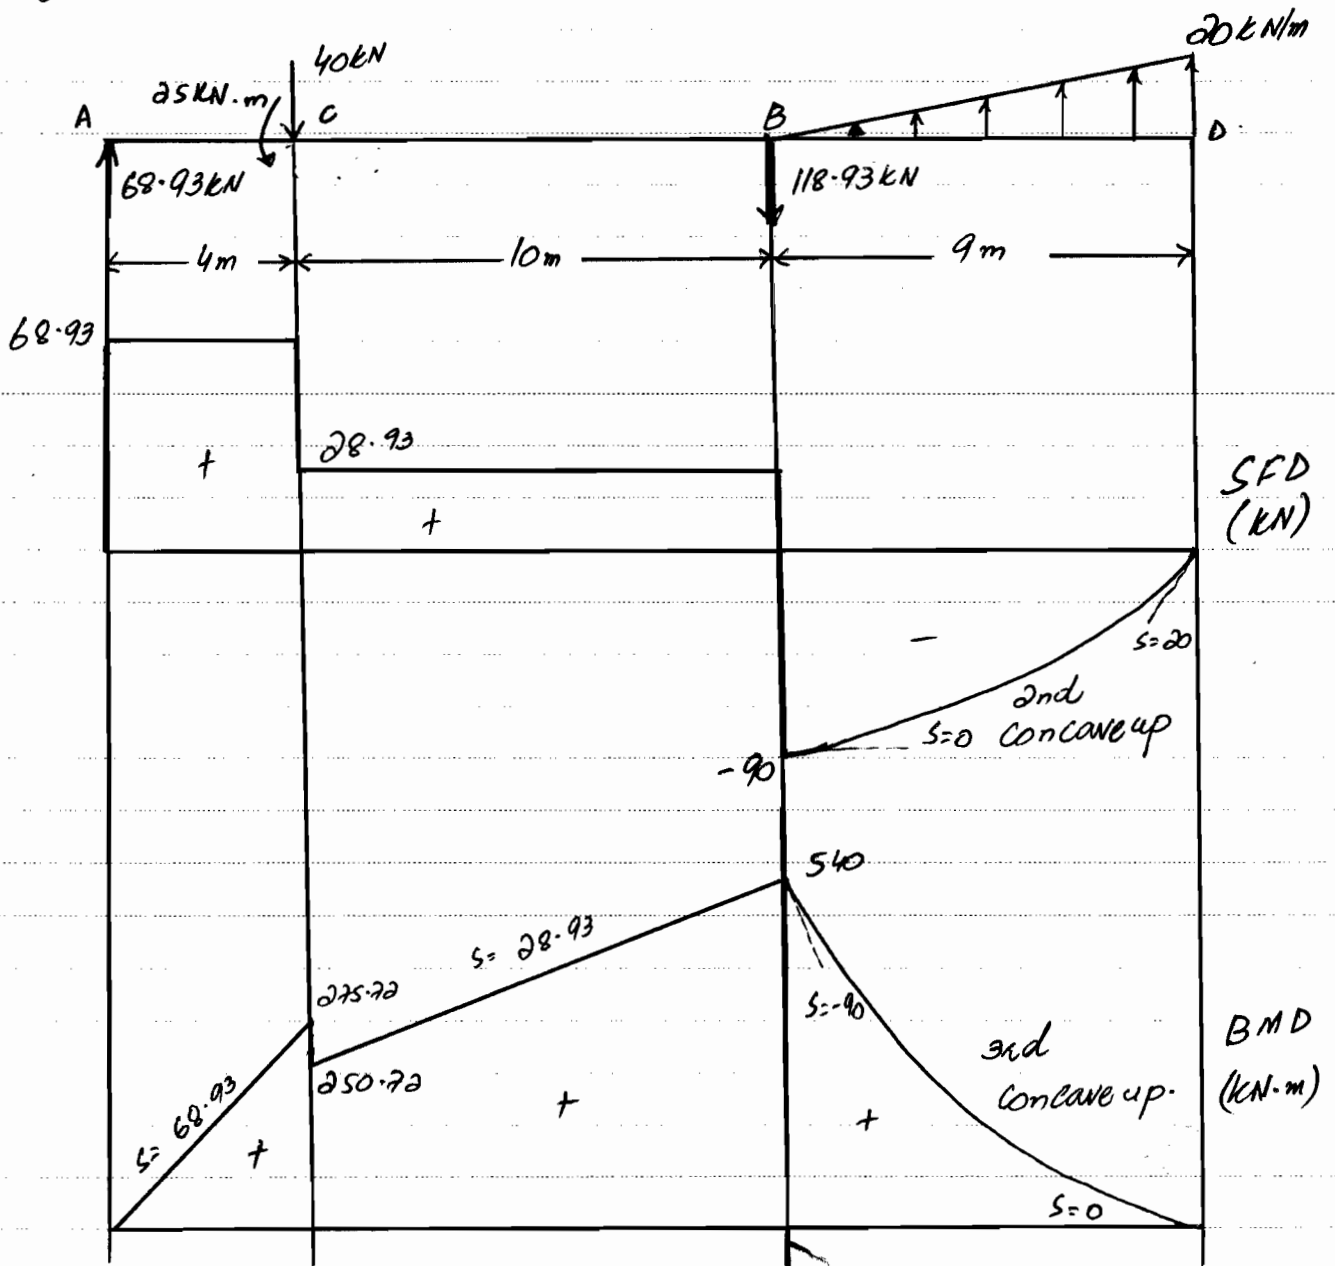 20kN/m
40kN
25KN.m
A
C
B
D
68.93kN
118.93kN
4m
10m
9m
68.93
28.93
+
+
SFD
(kN)
-
S=20
2nd
S=0 Concave up
-90
540
S= 28.93
275.72
S=-90
BMD
3rd
(kN.m)
250.72
Concave up.
S= 68.93
+
+
+
S=0